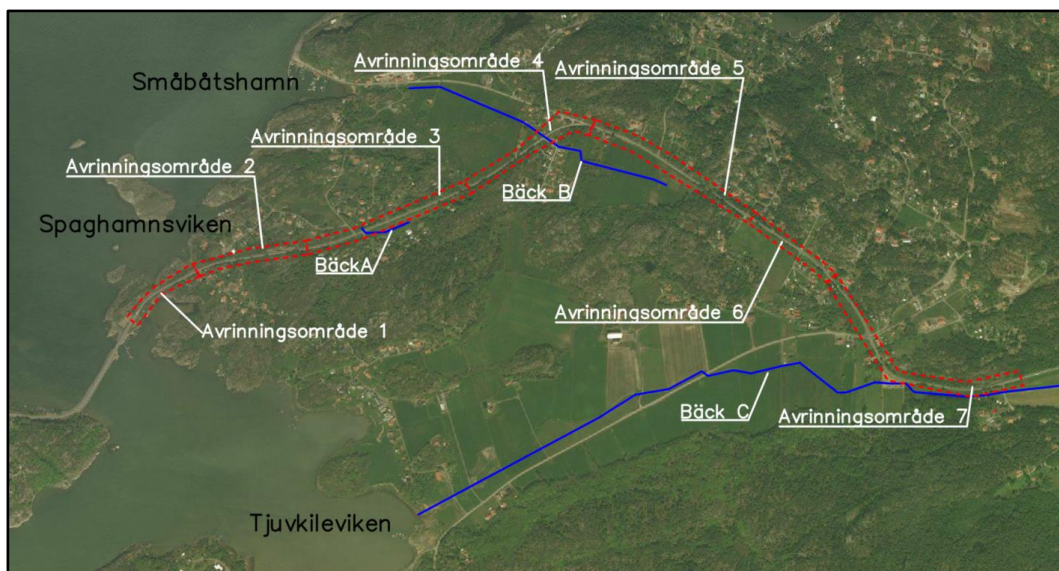 Småbåtshamn
Avrinningsområde 4
Avrinningsområde 5
Avrinningsområde 3
Avrinningsområde 2
Bäck B
Spaghamnsviken
BäckA
Avrinningsområde 1
Avrinningsområde 6
Bäck C
Avrinningsområde 7
Tjuvkileviken